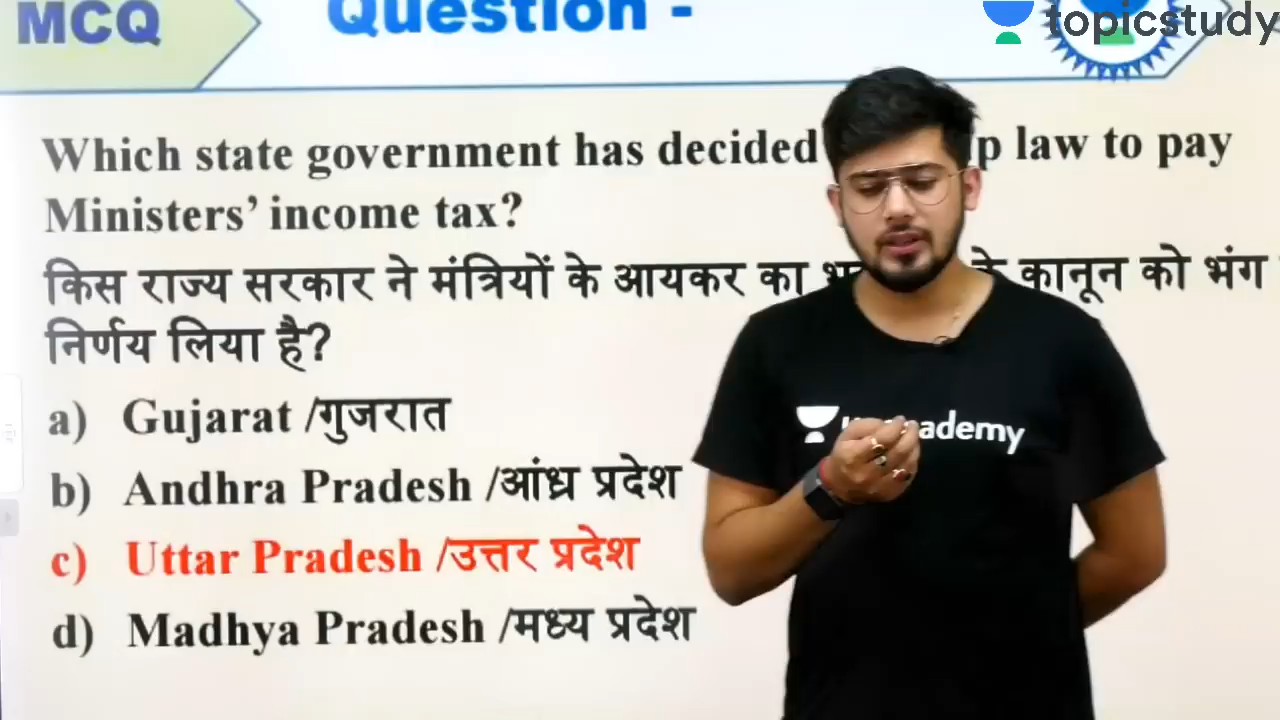 MCQ
Question -
topicstudy
Which state government has decided law to pay
Ministers’ income tax?
किस राज्य सरकार ने मंत्रियों के आयकर का के कानून को भंग
निर्णय लिया है?
a) Gujarat /गुजरात
b) Andhra Pradesh /आंध्र प्रदेश
c) Uttar Pradesh /उत्तर प्रदेश
d) Madhya Pradesh /मध्य प्रदेश